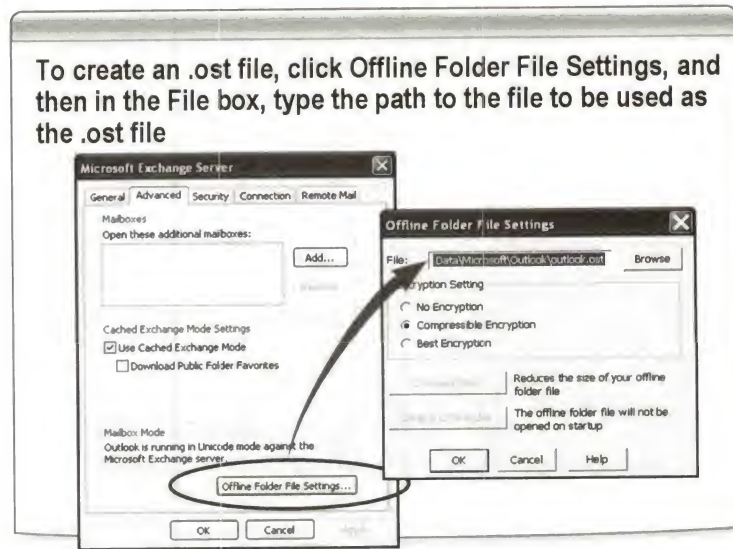 To create an .ost file, click Offline Folder File Settings, and
then in the File box, type the path to the file to be used as
the .ost file
Microsoft Exchange Server
General Advanced Security Connection Remote Mail
Mailboxes
Open these additional mailboxes:
Add...
Cached Exchange Mode Settings
Use Cached Exchange Mode
Download Public Folder Favorites
Mailbox Mode
Outlook is running in Unicode mode against the
Microsoft Exchange server.
Offline Folder File Settings...
OK Cancel Apply
Offline Folder File Settings
File: Data\Microsoft\Outlook\outlook.ost Browse
cryption Setting
No Encryption
Compressible Encryption
Best Encryption
Reduces the size of your offline
folder file
The offline folder file will not be
opened on startup
OK Cancel Help